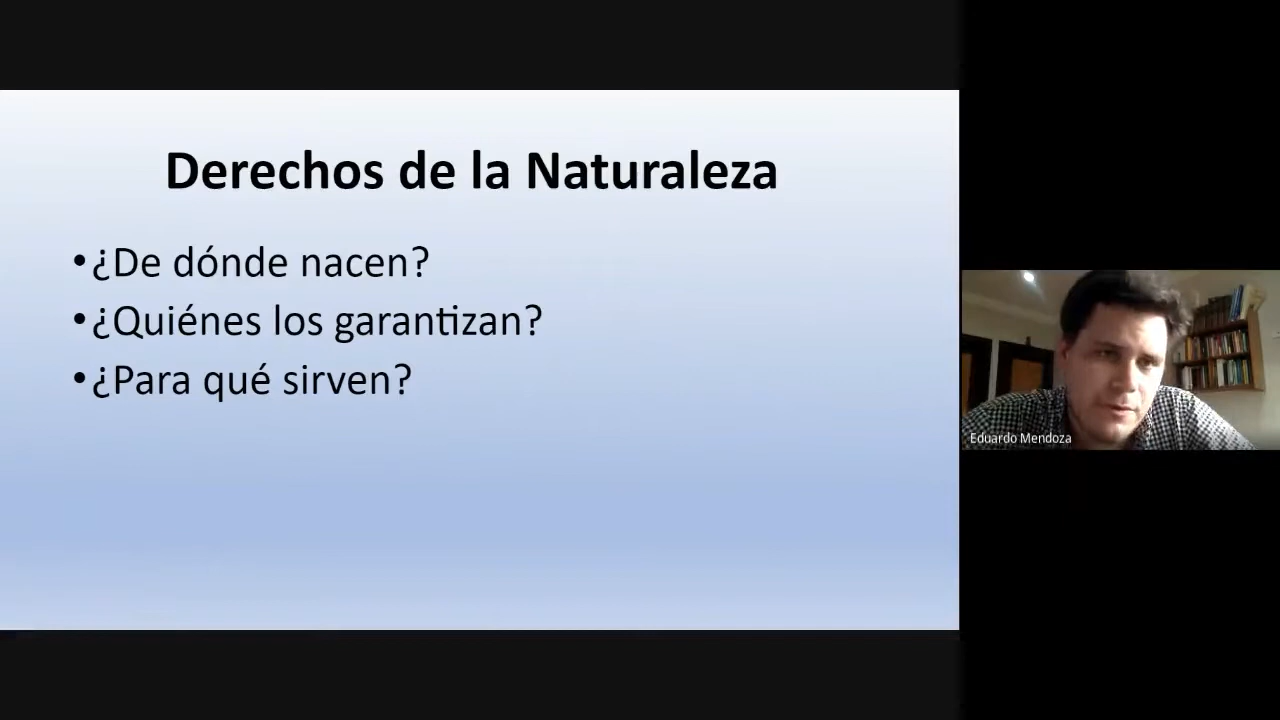 Derechos de la Naturaleza
•¿De dónde nacen?
•¿Quiénes los garantizan?
•¿Para qué sirven?
Eduardo Mendoza